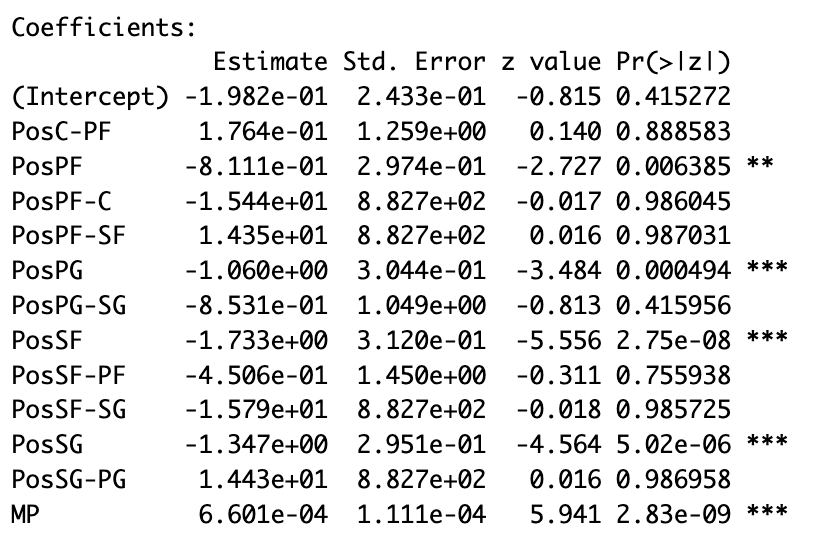 Coefficients:
Estimate Std. Error z value Pr(>|z|)
(Intercept) -1.982e-01 2.433e-01 -0.815 0.415272
PosC-PF 1.764e-01 1.259e+00 0.140 0.888583
PosPF -8.111e-01 2.974e-01 -2.727 0.006385 **
PosPF-C -1.544e+01 8.827e+02 -0.017 0.986045
PosPF-SF 1.435e+01 8.827e+02 0.016 0.987031
PosPG -1.060e+00 3.044e-01 -3.484 0.000494 ***
PosPG-SG -8.531e-01 1.049e+00 -0.813 0.415956
PosSF -1.733e+00 3.120e-01 -5.556 2.75e-08 ***
PosSF-PF -4.506e-01 1.450e+00 -0.311 0.755938
PosSF-SG -1.579e+01 8.827e+02 -0.018 0.985725
PosSG -1.347e+00 2.951e-01 -4.564 5.02e-06 ***
PosSG-PG 1.443e+01 8.827e+02 0.016 0.986958
MP 6.601e-04 1.111e-04 5.941 2.83e-09 ***